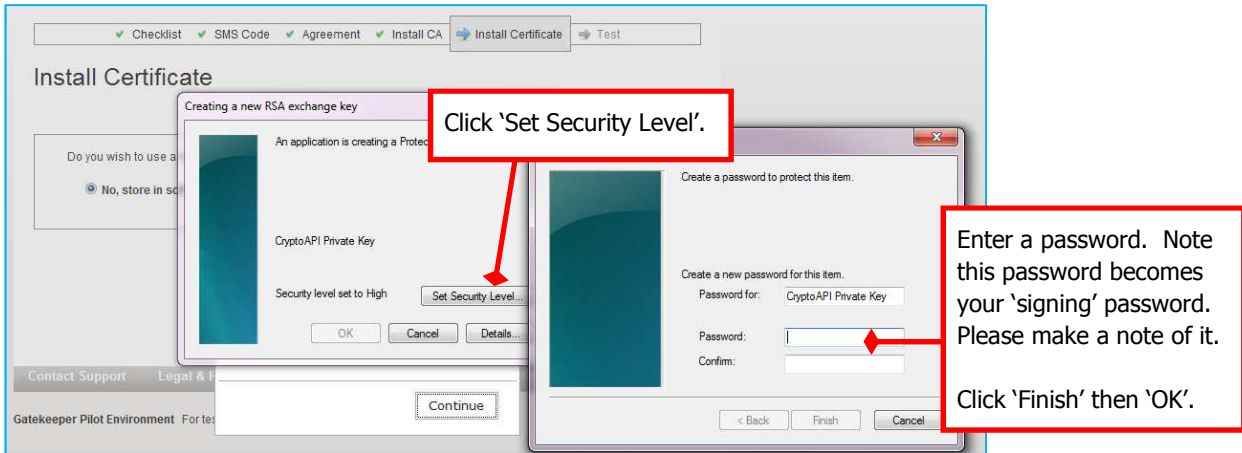 Checklist SMS Code Agreement Install CA Install Certificate Test
Install Certificate
Do you wish to use a
No, store in
Creating a new RSA exchange key
An application is creating a
CryptoAPI Private Key
Security level set to High Set Security Level...
OK Cancel Details...
Click ‘Set Security Level’.
Create a password to protect this item.
Create a new password for this item.
Password for: CryptoAPI Private Key
Password:
Confirm:
< Back Finish Cancel
Enter a password. Note
this password becomes
your ‘signing’ password.
Please make a note of it.
Click ‘Finish’ then ‘OK’.
Continue
Contact Support Legal &
Gatekeeper Pilot Environment For